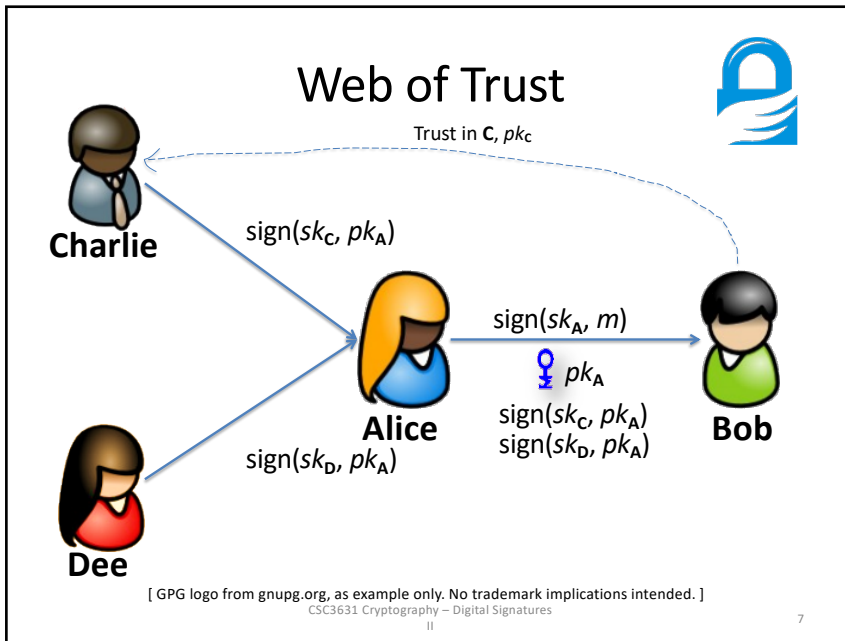 Web of Trust
Trust in C, pkc
Charlie
sign(skC, pkA)
sign(skA, m)
pkA
sign(skC, pkA)
sign(skD, pkA)
Alice
Bob
sign(skD, pkA)
Dee
[ GPG logo from gnupg.org, as example only. No trademark implications intended. ]
CSC3631 Cryptography – Digital Signatures
II
7